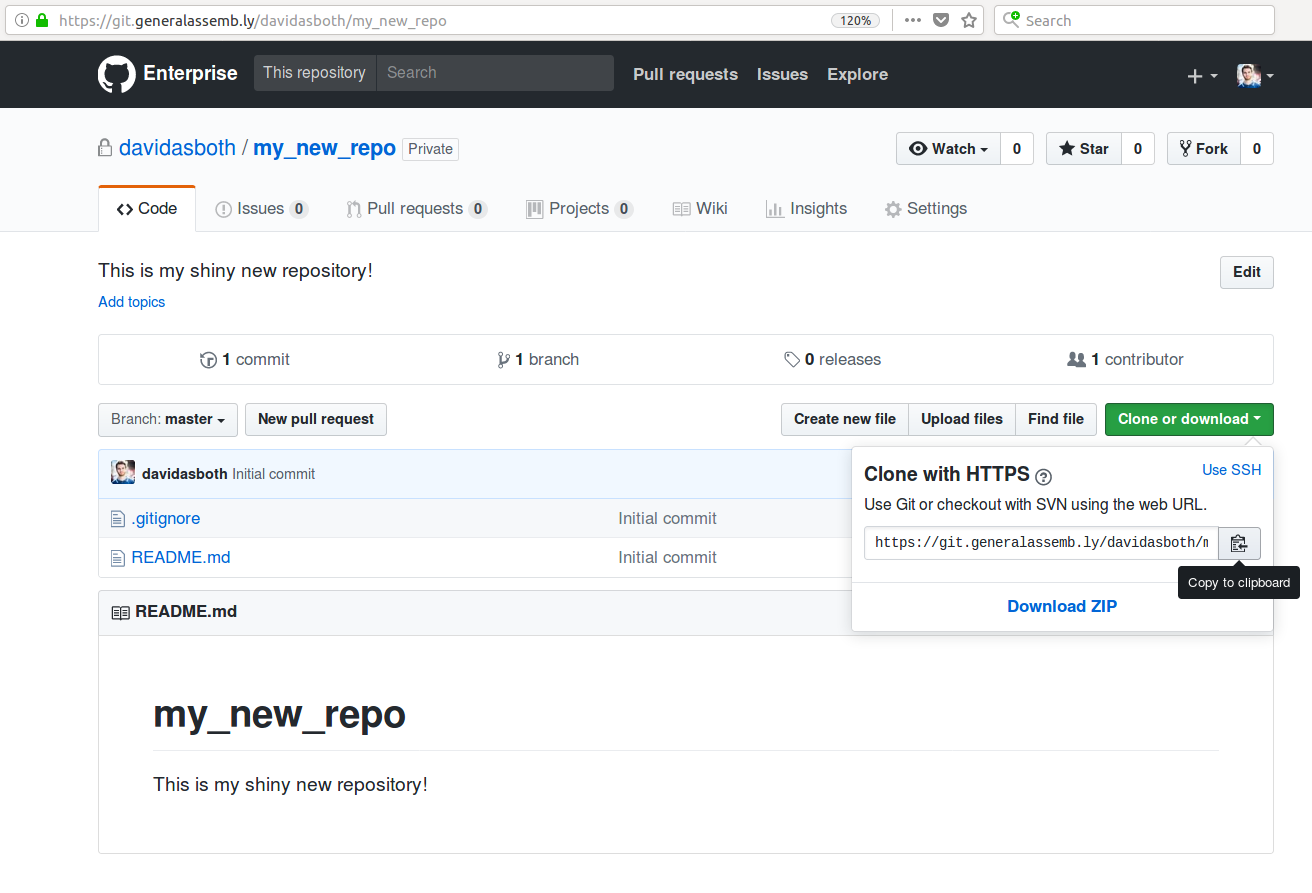 https://git.generalassemb.ly/davidasboth/my_new_repo 120% Search
Enterprise This repository Search Pull requests Issues Explore
davidasboth / my_new_repo Private Watch 0 Star 0 Fork 0
Code Issues 0 Pull requests 0 Projects 0 Wiki Insights Settings
This is my shiny new repository! Edit
Add topics
1 commit 1 branch 0 releases 1 contributor
Branch: master New pull request Create new file Upload files Find file Clone or download
davidasboth Initial commit
.gitignore Initial commit
README.md Initial commit
Clone with HTTPS ? Use SSH
Use Git or checkout with SVN using the web URL.
https://git.generalassemb.ly/davidasboth/m
Copy to clipboard
Download ZIP
README.md
my_new_repo
This is my shiny new repository!